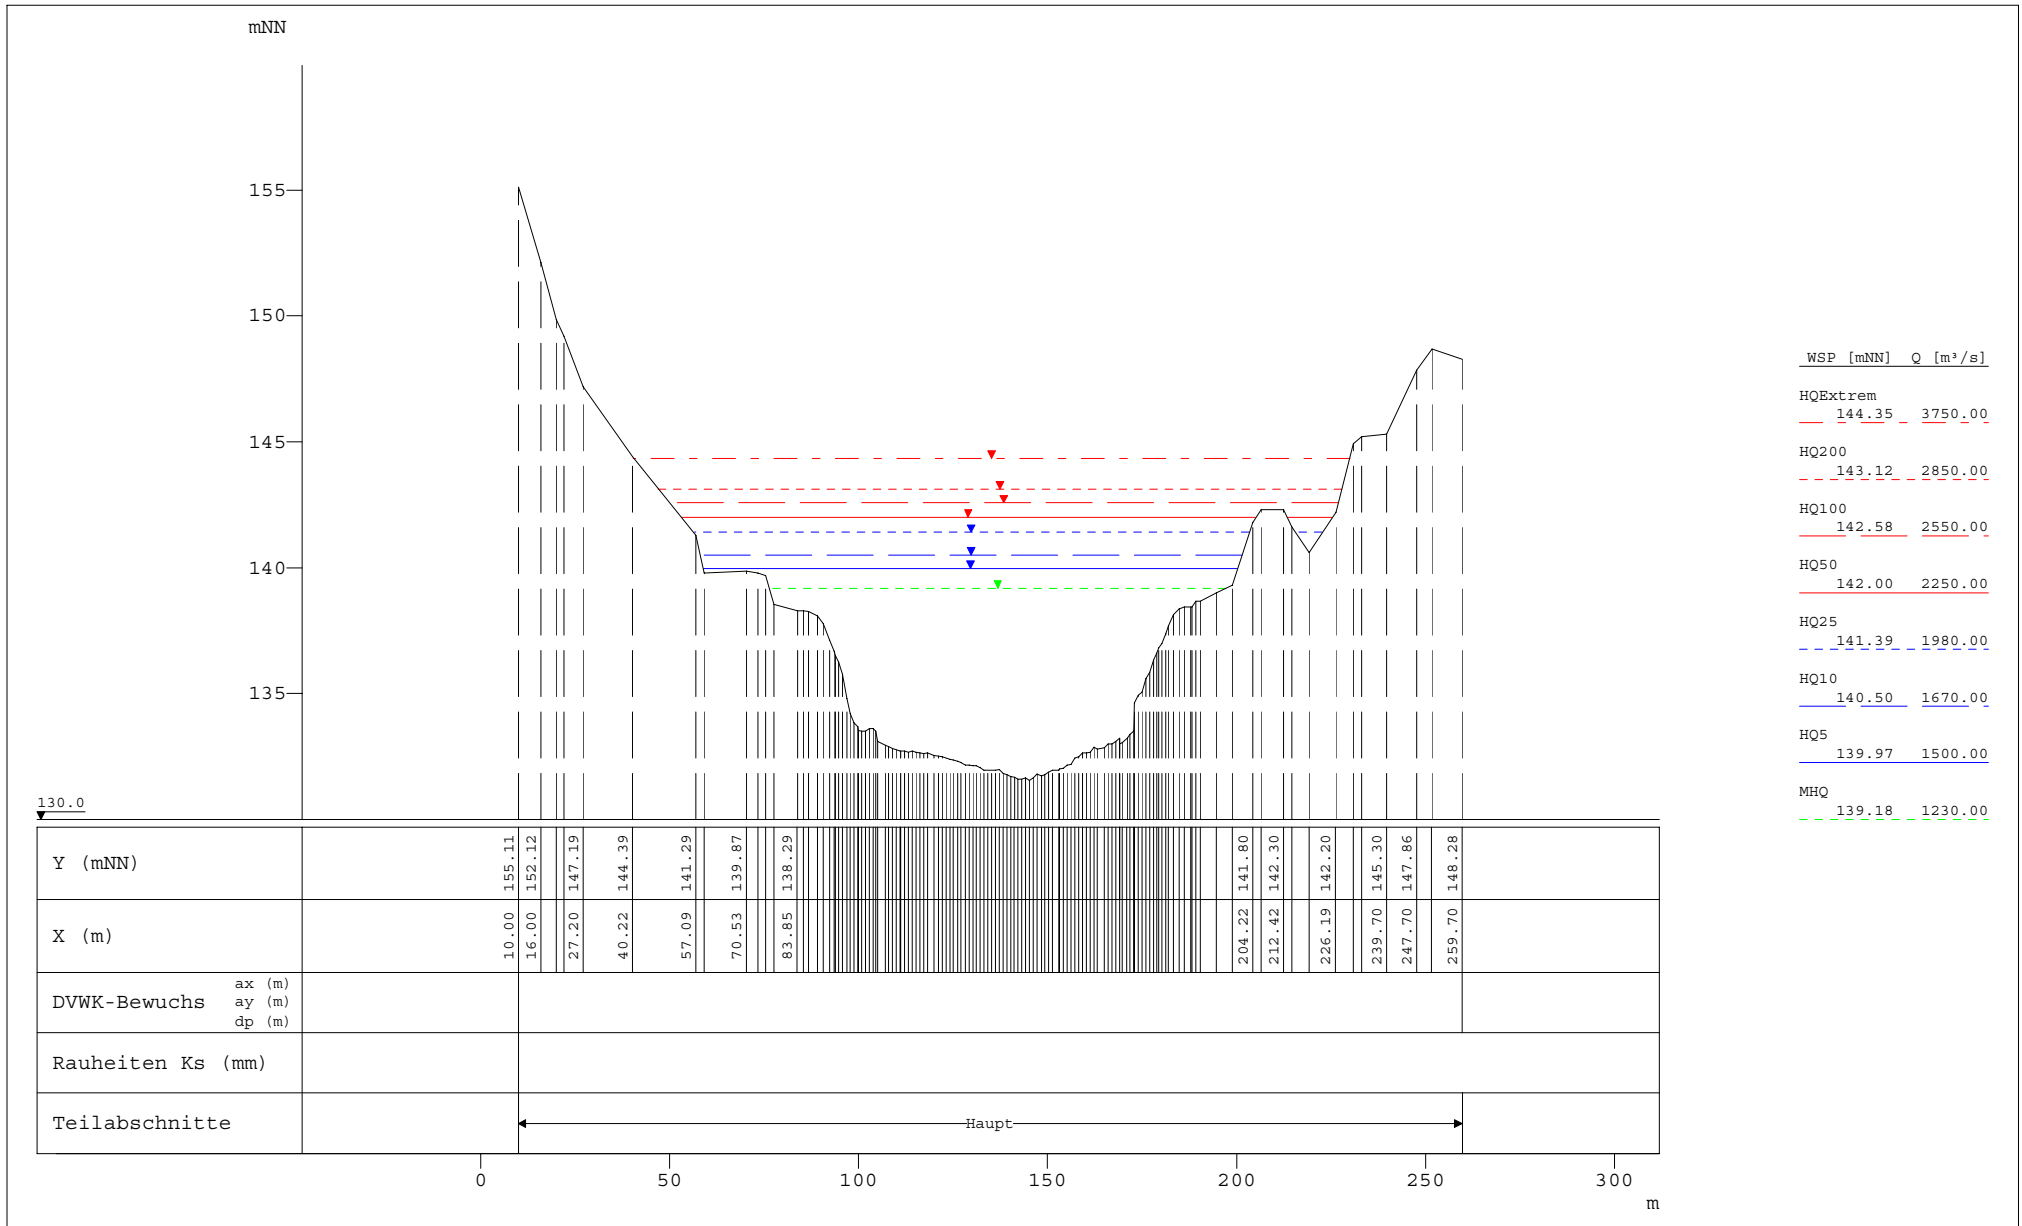 mNN
155
150
145
140
135
130.0
WSP [mNN] Q [m³/s]
HQExtrem
144.35 3750.00
HQ200
143.12 2850.00
HQ100
142.58 2550.00
HQ50
142.00 2250.00
HQ25
141.39 1980.00
HQ10
140.50 1670.00
HQ5
139.97 1500.00
MHQ
139.18 1230.00
Y (mNN)
155.11 152.12 147.19 144.39 141.29 139.87 138.29 141.80 142.30 142.20 145.30 147.86 148.28
X (m)
10.00 16.00 27.20 40.22 57.09 70.53 83.85 204.22 212.42 226.19 239.70 247.70 259.70
DVWK-Bewuchs
ax (m)
ay (m)
dp (m)
Rauheiten Ks (mm)
Teilabschnitte
Haupt
0 50 100 150 200 250 300
m